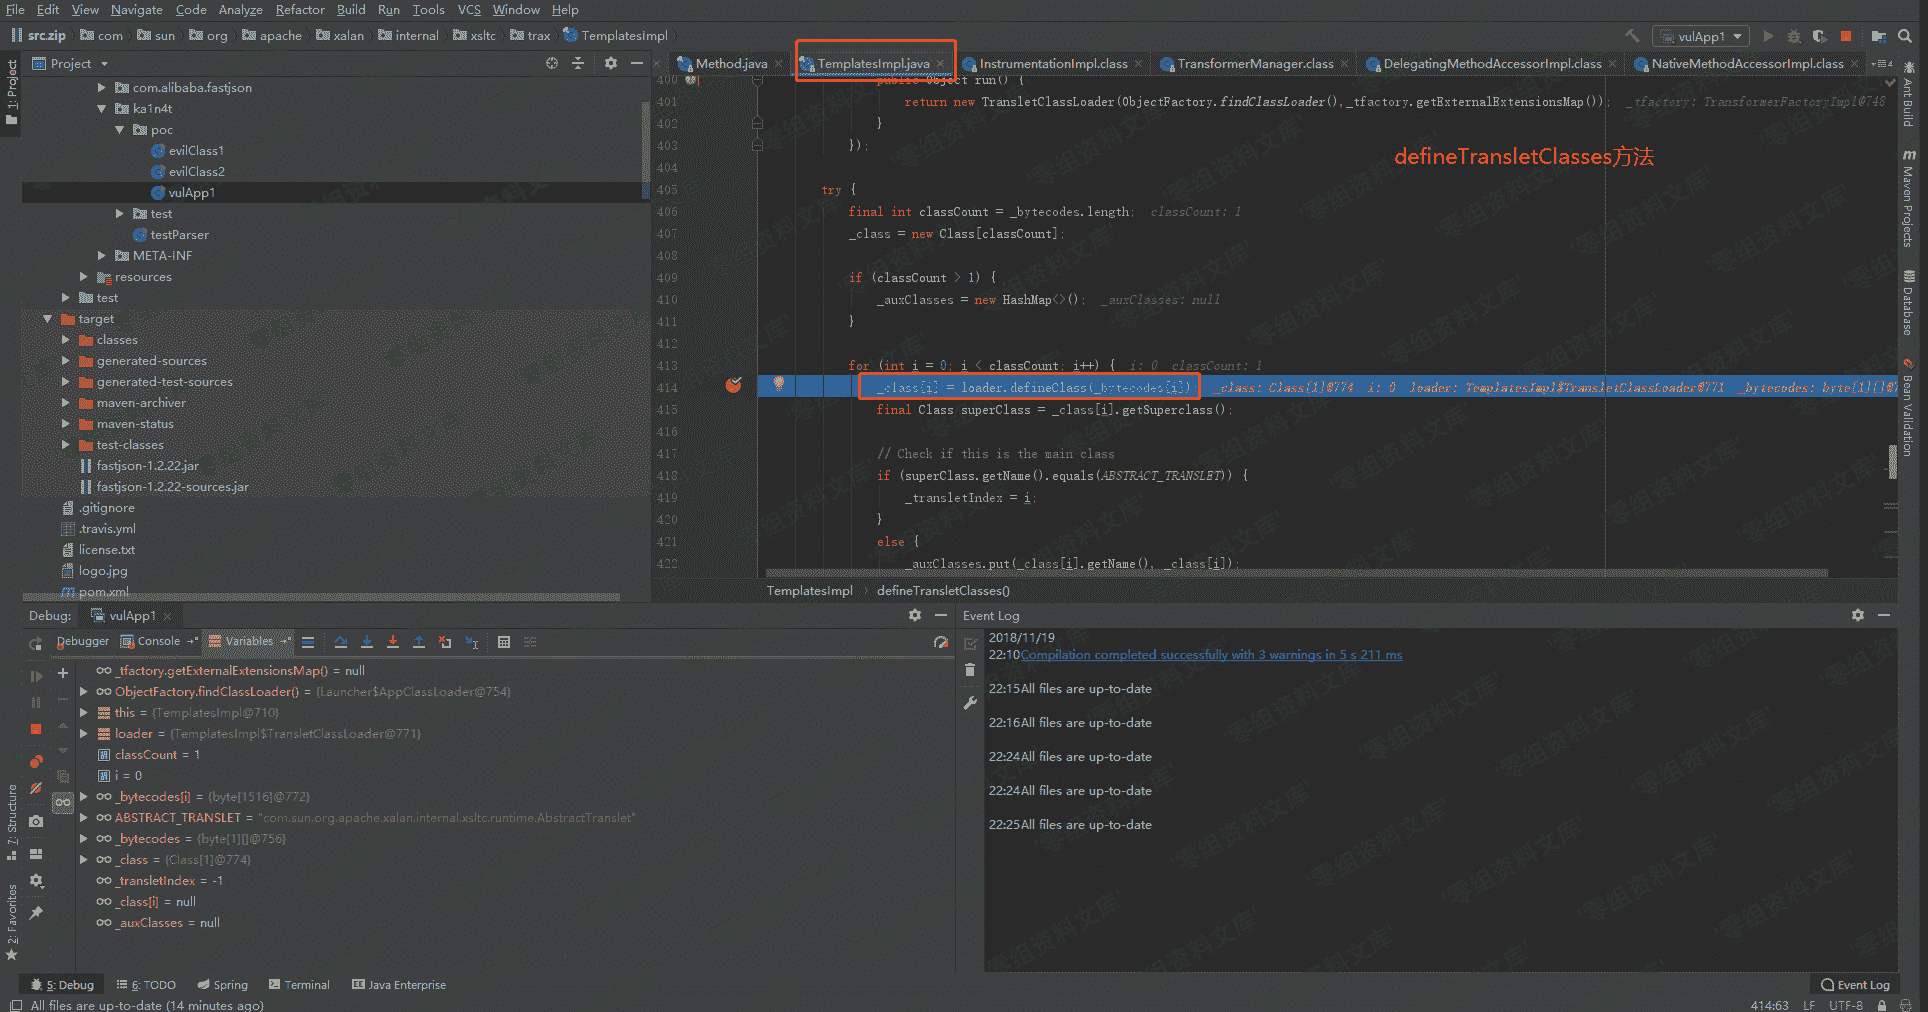 File Edit View Navigate Code Analyze Refactor Build Run Tools VCS Window Help
src.zip com sun org apache xalan internal xsltc trax TemplatesImpl
vulApp1
Project
Method.java TemplatesImpl.java InstrumentationImpl.class TransformerManager.class DelegatingMethodAccessorImpl.class NativeMethodAccessorImpl.class
1: Project
com.alibaba.fastjson
ka1n4t
poc
evilClass1
evilClass2
vulApp1
test
testParser
META-INF
resources
test
target
classes
generated-sources
generated-test-sources
maven-archiver
maven-status
test-classes
fastjson-1.2.22.jar
fastjson-1.2.22-sources.jar
.gitignore
.travis.yml
license.txt
logo.jpg
pom.xml
400 public Object run() {
401 return new TransletClassLoader(ObjectFactory.findClassLoader(),_tfactory.getExternalExtensionsMap()); _tfactory: TransformerFactoryImpl@748
402 }
403 });
404
405 try {
406 final int classCount = _bytecodes.length; classCount: 1
407 _class = new Class[classCount];
408
409 if (classCount > 1) {
410 _auxClasses = new HashMap<>(); _auxClasses: null
411 }
412
413 for (int i = 0; i < classCount; i++) { i: 0 classCount: 1
414 _class[i] = loader.defineClass(_bytecodes[i]) _class: Class[1]@774 i: 0 loader: TemplatesImpl$TransletClassLoader@771 _bytecodes: byte[1][]@7
415 final Class superClass = _class[i].getSuperclass();
416
417 // Check if this is the main class
418 if (superClass.getName().equals(ABSTRACT_TRANSLET)) {
419 _transletIndex = i;
420 }
421 else {
422 _auxClasses.put(_class[i].getName(), _class[i]);
defineTransletClasses方法
TemplatesImpl defineTransletClasses()
Ant Build
Maven Projects
Database
Bean Validation
Debug: vulApp1
Debugger Console Variables
_tfactory.getExternalExtensionsMap() = null
ObjectFactory.findClassLoader() = {Launcher$AppClassLoader@754}
this = {TemplatesImpl@710}
loader = {TemplatesImpl$TransletClassLoader@771}
classCount = 1
i = 0
_bytecodes[i] = {byte[1516]@772}
ABSTRACT_TRANSLET = "com.sun.org.apache.xalan.internal.xsltc.runtime.AbstractTranslet"
_bytecodes = {byte[1][]@756}
_class = {Class[1]@774}
_transletIndex = -1
_class[i] = null
_auxClasses = null
7: Structure
2: Favorites
Event Log
2018/11/19
22:10Compilation completed successfully with 3 warnings in 5 s 211 ms
22:15All files are up-to-date
22:16All files are up-to-date
22:24All files are up-to-date
22:24All files are up-to-date
22:25All files are up-to-date
5: Debug 6: TODO Spring Terminal Java Enterprise Event Log
All files are up-to-date (14 minutes ago) 414:63 LF UTF-8
'零组资料文库'